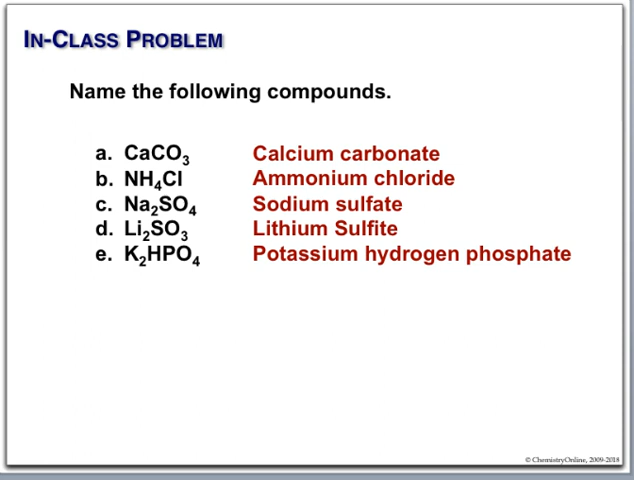 IN-CLASS PROBLEM
Name the following compounds.
a. CaCO₃ Calcium carbonate
b. NH₄Cl Ammonium chloride
c. Na₂SO₄ Sodium sulfate
d. Li₂SO₃ Lithium Sulfite
e. K₂HPO₄ Potassium hydrogen phosphate
© ChemistryOnline, 2009-2018